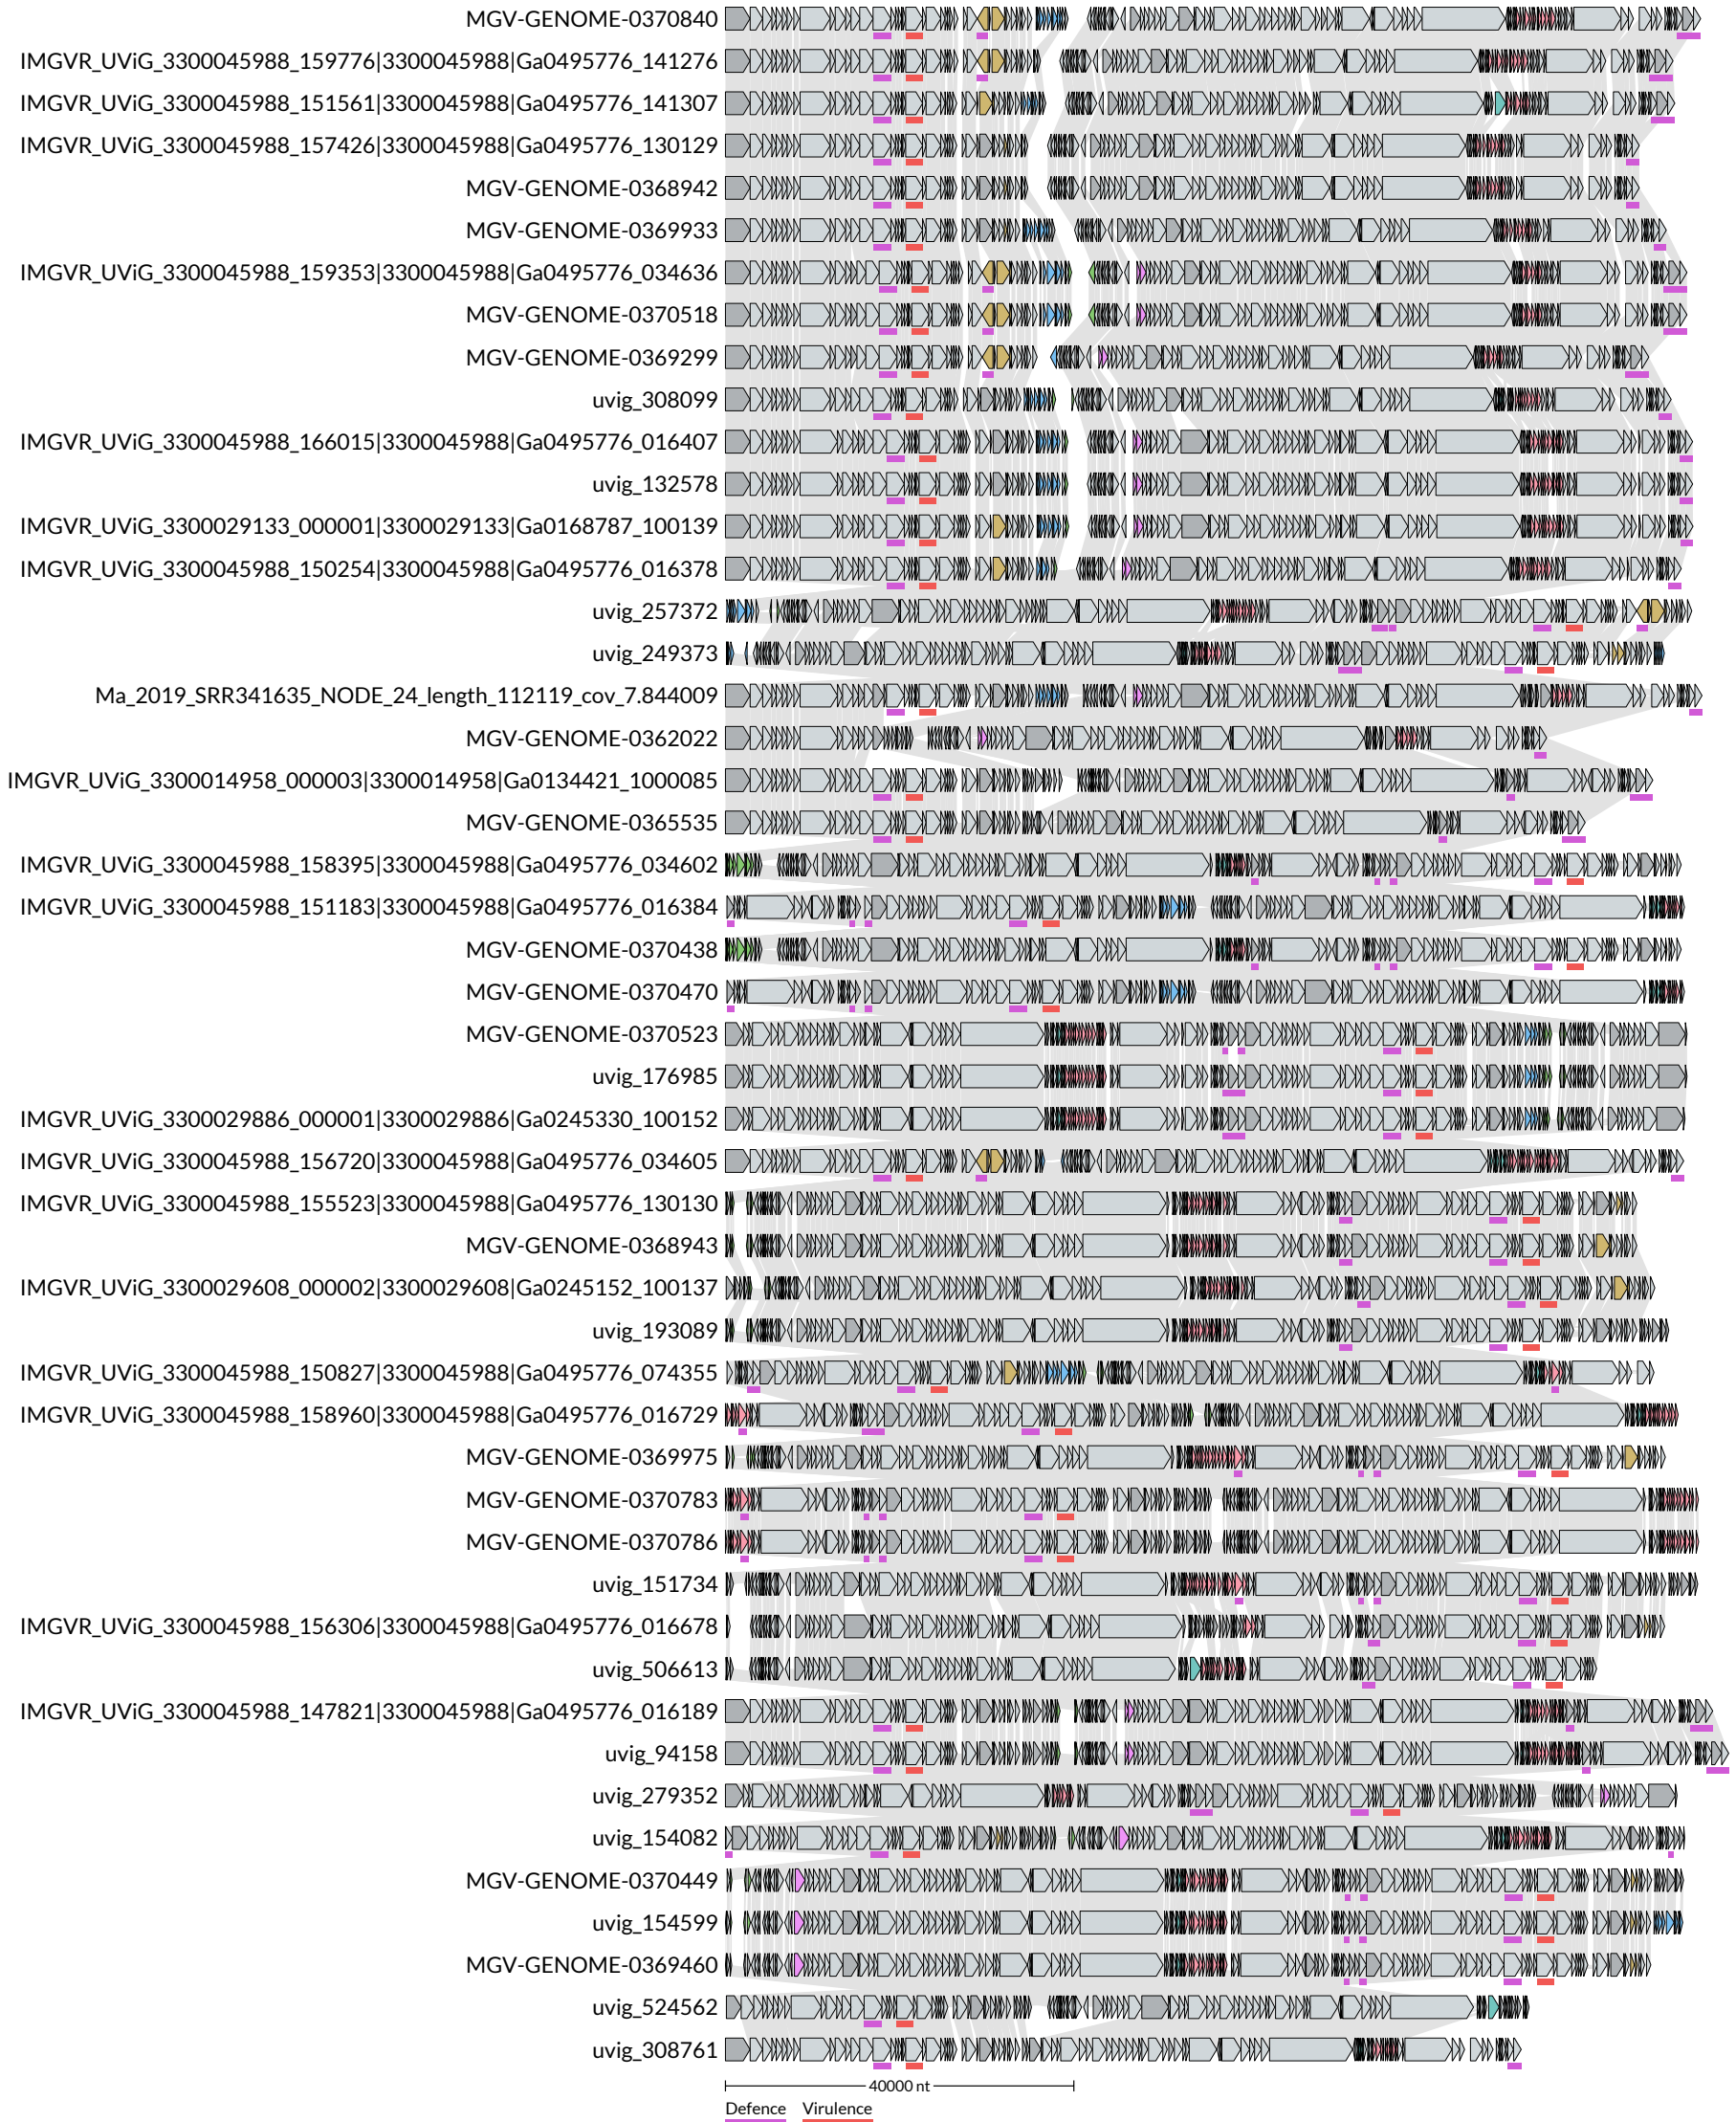 MGV-GENOME-0370840
IMGVR_UViG_3300045988_159776|3300045988|Ga0495776_141276
IMGVR_UViG_3300045988_151561|3300045988|Ga0495776_141307
IMGVR_UViG_3300045988_157426|3300045988|Ga0495776_130129
MGV-GENOME-0368942
MGV-GENOME-0369933
IMGVR_UViG_3300045988_159353|3300045988|Ga0495776_034636
MGV-GENOME-0370518
MGV-GENOME-0369299
uvig_308099
IMGVR_UViG_3300045988_166015|3300045988|Ga0495776_016407
uvig_132578
IMGVR_UViG_3300029133_000001|3300029133|Ga0168787_100139
IMGVR_UViG_3300045988_150254|3300045988|Ga0495776_016378
uvig_257372
uvig_249373
Ma_2019_SRR341635_NODE_24_length_112119_cov_7.844009
MGV-GENOME-0362022
IMGVR_UViG_3300014958_000003|3300014958|Ga0134421_1000085
MGV-GENOME-0365535
IMGVR_UViG_3300045988_158395|3300045988|Ga0495776_034602
IMGVR_UViG_3300045988_151183|3300045988|Ga0495776_016384
MGV-GENOME-0370438
MGV-GENOME-0370470
MGV-GENOME-0370523
uvig_176985
IMGVR_UViG_3300029886_000001|3300029886|Ga0245330_100152
IMGVR_UViG_3300045988_156720|3300045988|Ga0495776_034605
IMGVR_UViG_3300045988_155523|3300045988|Ga0495776_130130
MGV-GENOME-0368943
IMGVR_UViG_3300029608_000002|3300029608|Ga0245152_100137
uvig_193089
IMGVR_UViG_3300045988_150827|3300045988|Ga0495776_074355
IMGVR_UViG_3300045988_158960|3300045988|Ga0495776_016729
MGV-GENOME-0369975
MGV-GENOME-0370783
MGV-GENOME-0370786
uvig_151734
IMGVR_UViG_3300045988_156306|3300045988|Ga0495776_016678
uvig_506613
IMGVR_UViG_3300045988_147821|3300045988|Ga0495776_016189
uvig_94158
uvig_279352
uvig_154082
MGV-GENOME-0370449
uvig_154599
MGV-GENOME-0369460
uvig_524562
uvig_308761
40000 nt
Defence Virulence